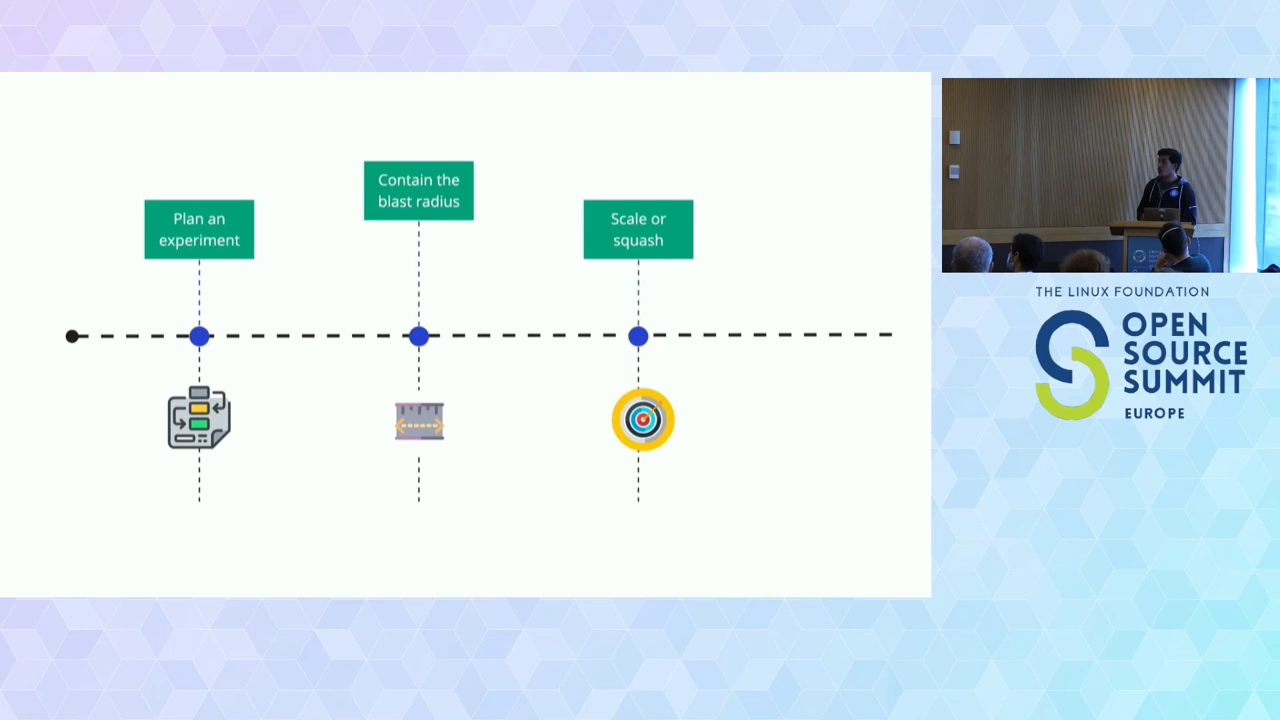 Plan an
experiment
Contain the
blast radius
Scale or
squash
THE LINUX FOUNDATION
OPEN
SOURCE
SUMMIT
EUROPE